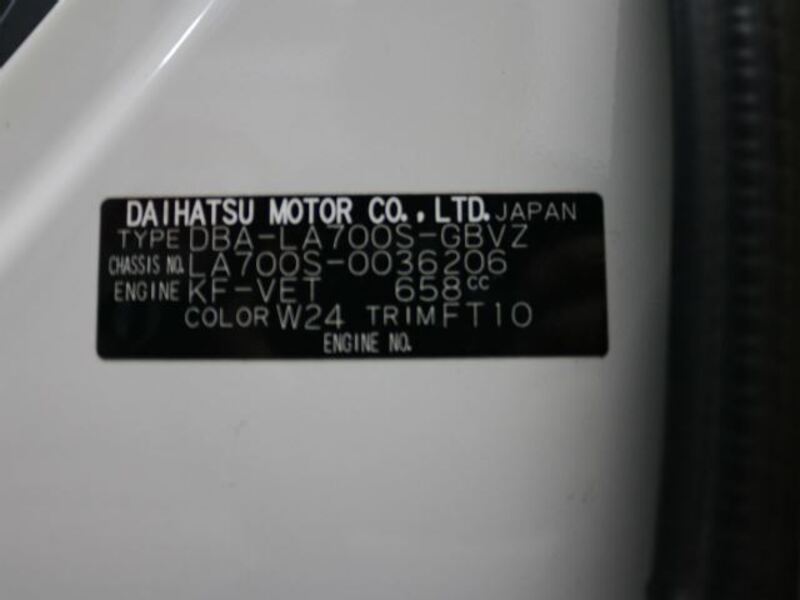 DAIHATSU MOTOR CO., LTD. JAPAN
TYPE DBA-LA700S-GBVZ
CHASSIS NO. LA700S-0036206
ENGINE KF-VET 658cc
COLOR W24 TRIM FT10
ENGINE NO.